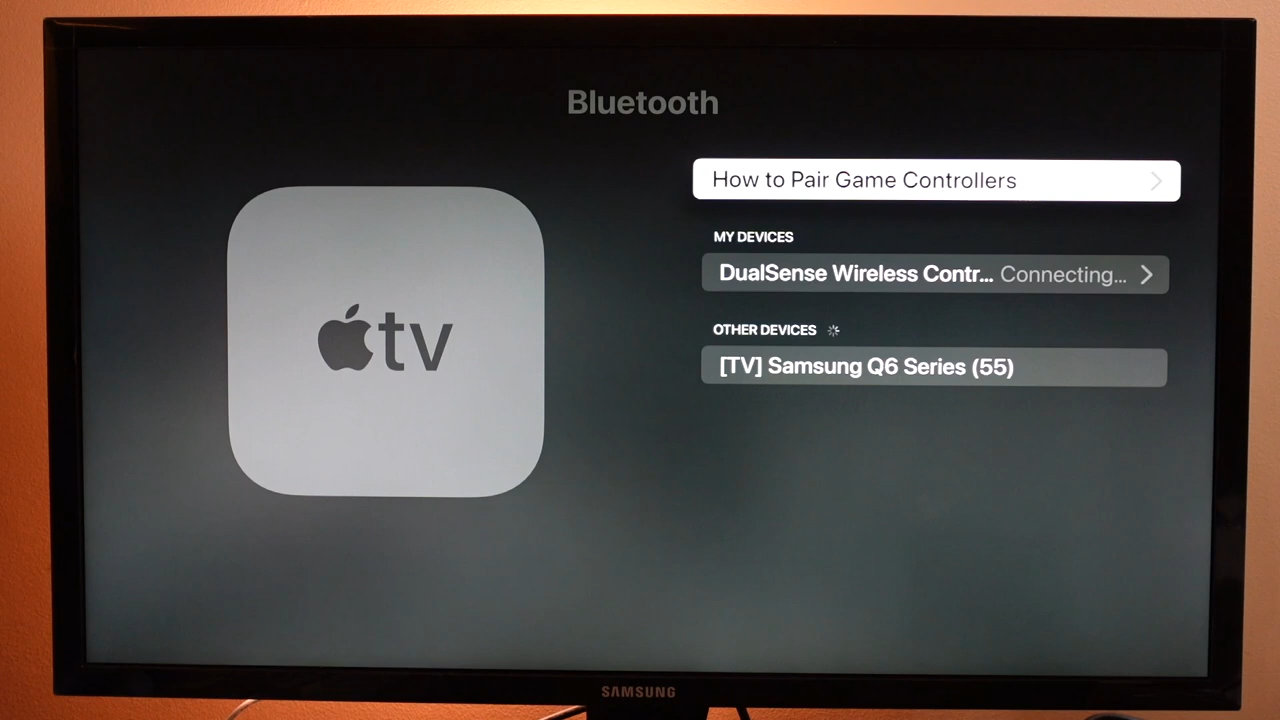 Bluetooth
How to Pair Game Controllers
MY DEVICES
DualSense Wireless Contr... Connecting...
OTHER DEVICES
[TV] Samsung Q6 Series (55)
tv
SAMSUNG